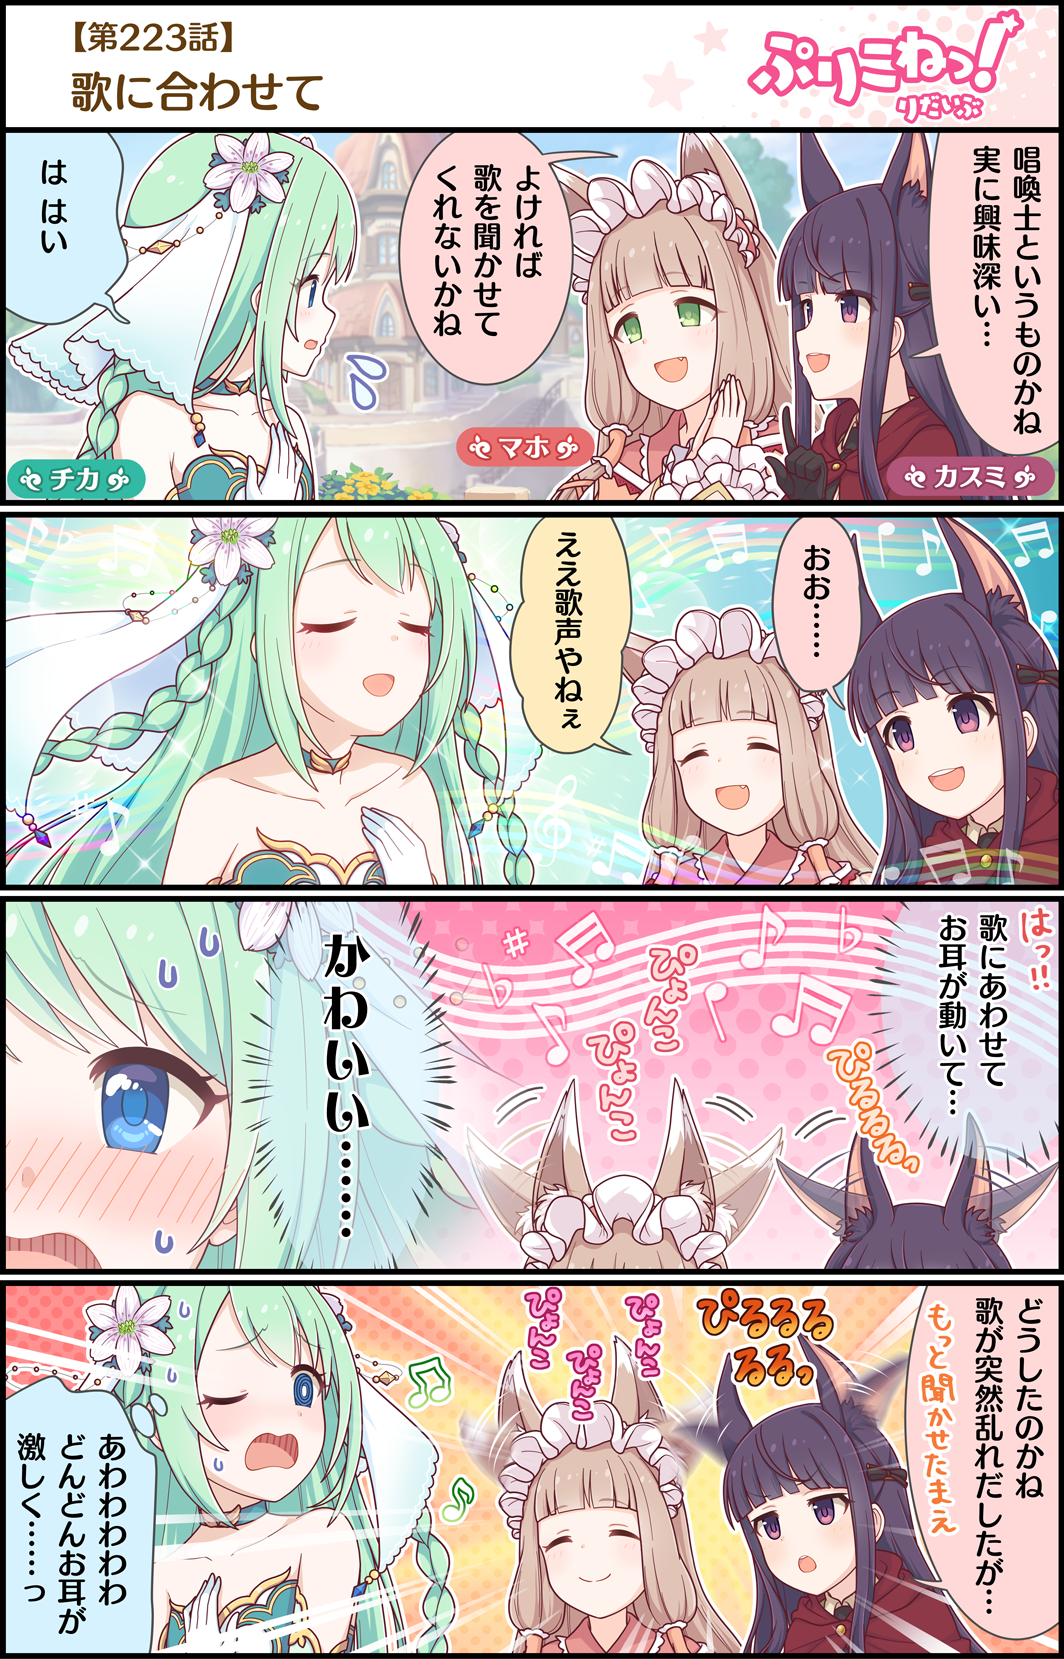 【第223話】
歌に合わせて
ぷりこねっ!
りだいぶ
唱喚士というものかね
実に興味深い…
よければ
歌を聞かせて
くれないかね
は はい
カスミ
マホ
チカ
おお……
ええ歌声やねぇ
はっ!!
歌にあわせて
お耳が動いて…
ぴるるるるっ
ぴょんこ
ぴょんこ
かわいい……
どうしたのかね
歌が突然乱れだしたが…
もっと聞かせたまえ
ぴるるる
るるっ
ぴょんこ
ぴょんこ
ぴょんこ
あわわわわわ
どんどんお耳が
激しく……っ